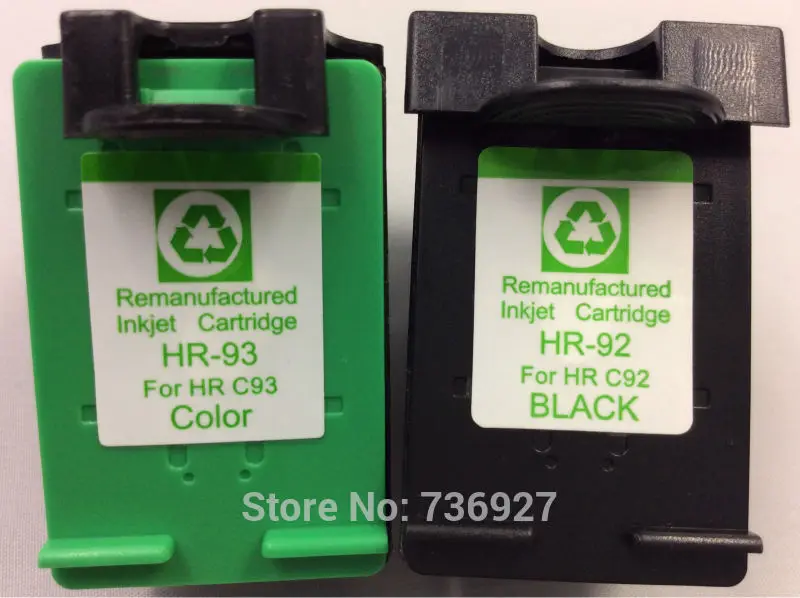 Remanufactured
Inkjet Cartridge
HR-93
For HR C93
Color
Remanufactured
Inkjet Cartridge
HR-92
For HR C92
BLACK
Store No: 736927